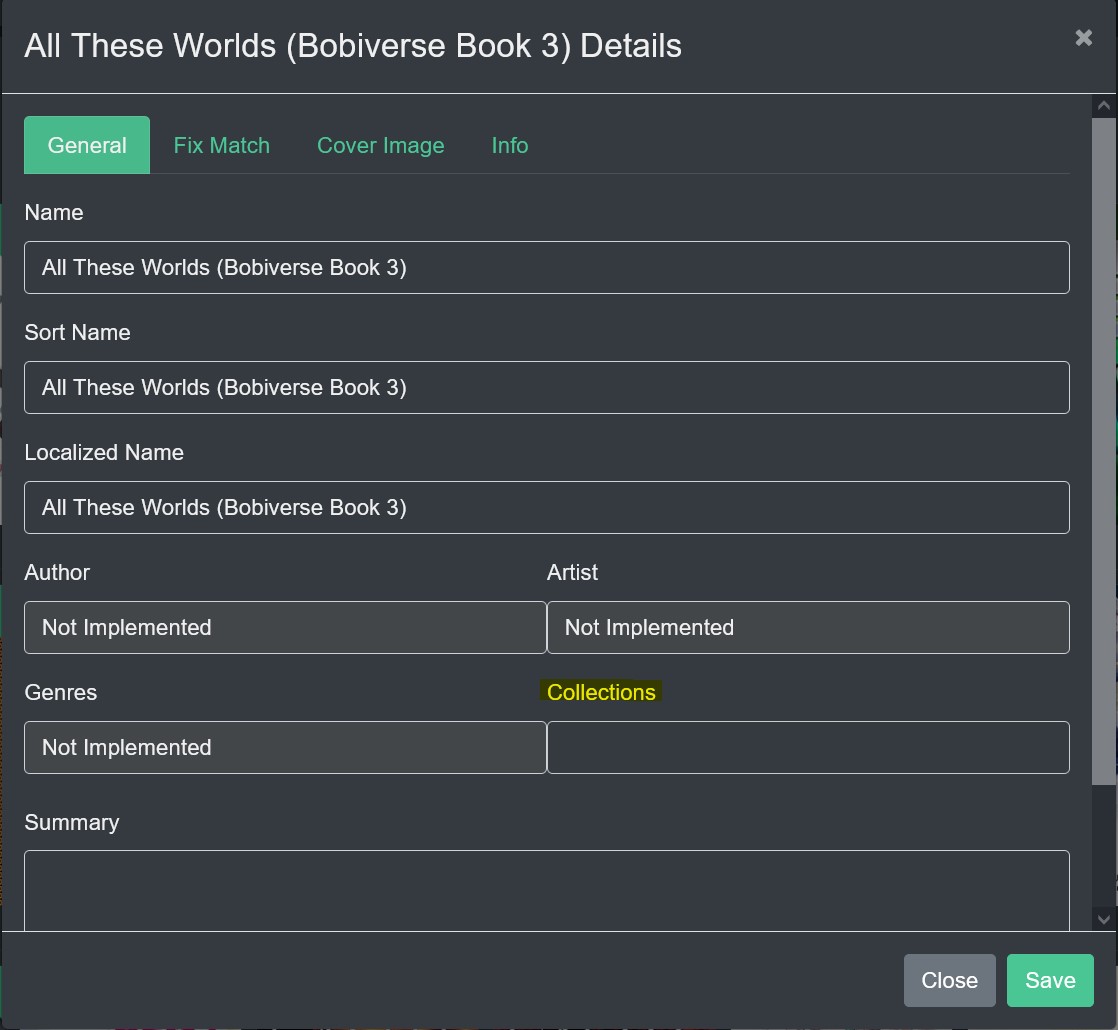 All These Worlds (Bobiverse Book 3) Details
General Fix Match Cover Image Info
Name
All These Worlds (Bobiverse Book 3)
Sort Name
All These Worlds (Bobiverse Book 3)
Localized Name
All These Worlds (Bobiverse Book 3)
Author Artist
Not Implemented Not Implemented
Genres Collections
Not Implemented
Summary
Close Save